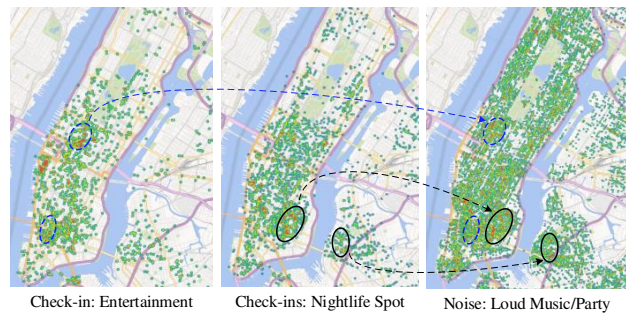 Check-in: Entertainment
Check-ins: Nightlife Spot
Noise: Loud Music/Party